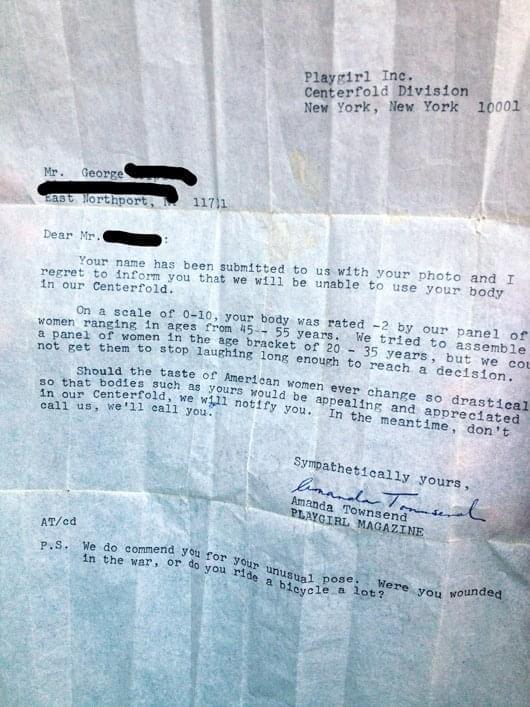 Playgirl Inc.
Centerfold Division
New York, New York 10001
Mr. George
East Northport, 11731
Dear Mr. :
Your name has been submitted to us with your photo and I
regret to inform you that we will be unable to use your body
in our Centerfold.
On a scale of 0-10, your body was rated -2 by our panel of
women ranging in ages from 45 - 55 years. We tried to assemble
a panel of women in the age bracket of 20 - 35 years, but we cou
not get them to stop laughing long enough to reach a decision.
Should the taste of American women ever change so drastical
so that bodies such as yours would be appealing and appreciated
in our Centerfold, we will notify you. In the meantime, don't
call us, we'll call you.
Sympathetically yours,
Amanda Townsend
Amanda Townsend
PLAYGIRL MAGAZINE
AT/cd
P.S. We do commend you for your unusual pose. Were you wounded
in the war, or do you ride a bicycle a lot?